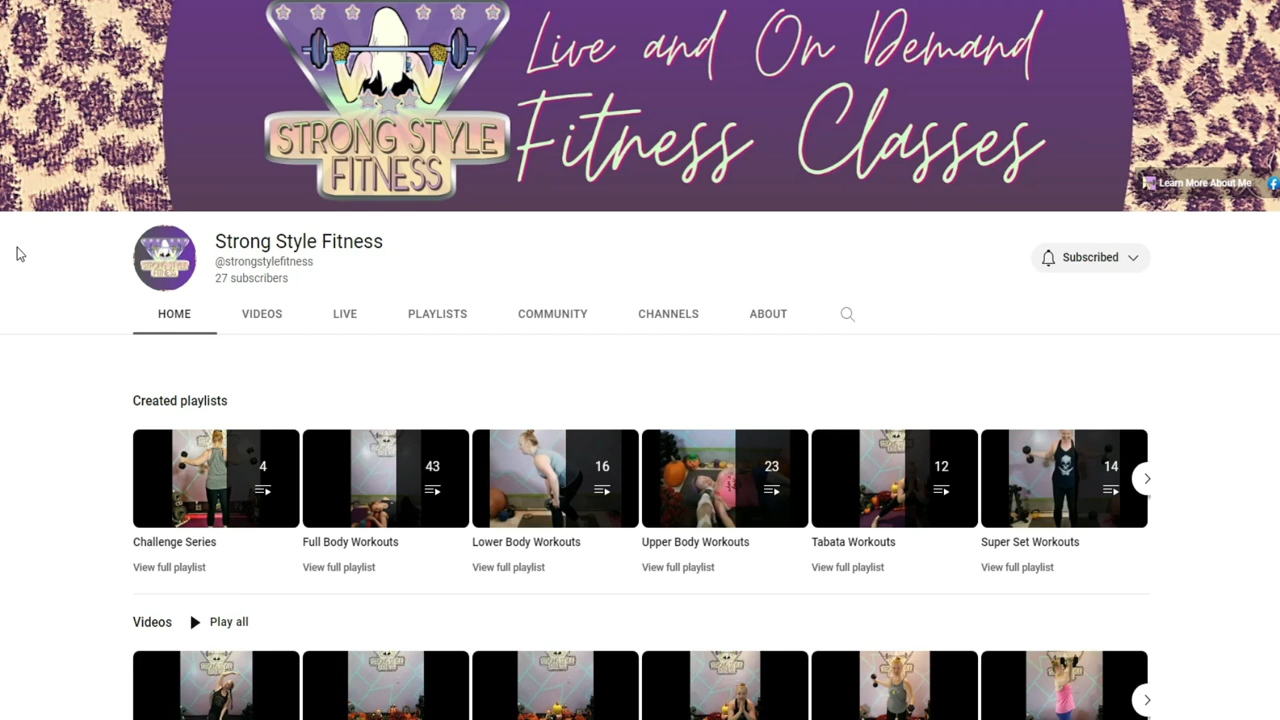 Live and On Demand
Fitness Classes
STRONG STYLE
FITNESS
Learn More About Me
Strong Style Fitness
@strongstylefitness
27 subscribers
Subscribed
HOME
VIDEOS
LIVE
PLAYLISTS
COMMUNITY
CHANNELS
ABOUT
Created playlists
4
43
16
23
12
14
Challenge Series
Full Body Workouts
Lower Body Workouts
Upper Body Workouts
Tabata Workouts
Super Set Workouts
View full playlist
View full playlist
View full playlist
View full playlist
View full playlist
View full playlist
Videos
Play all